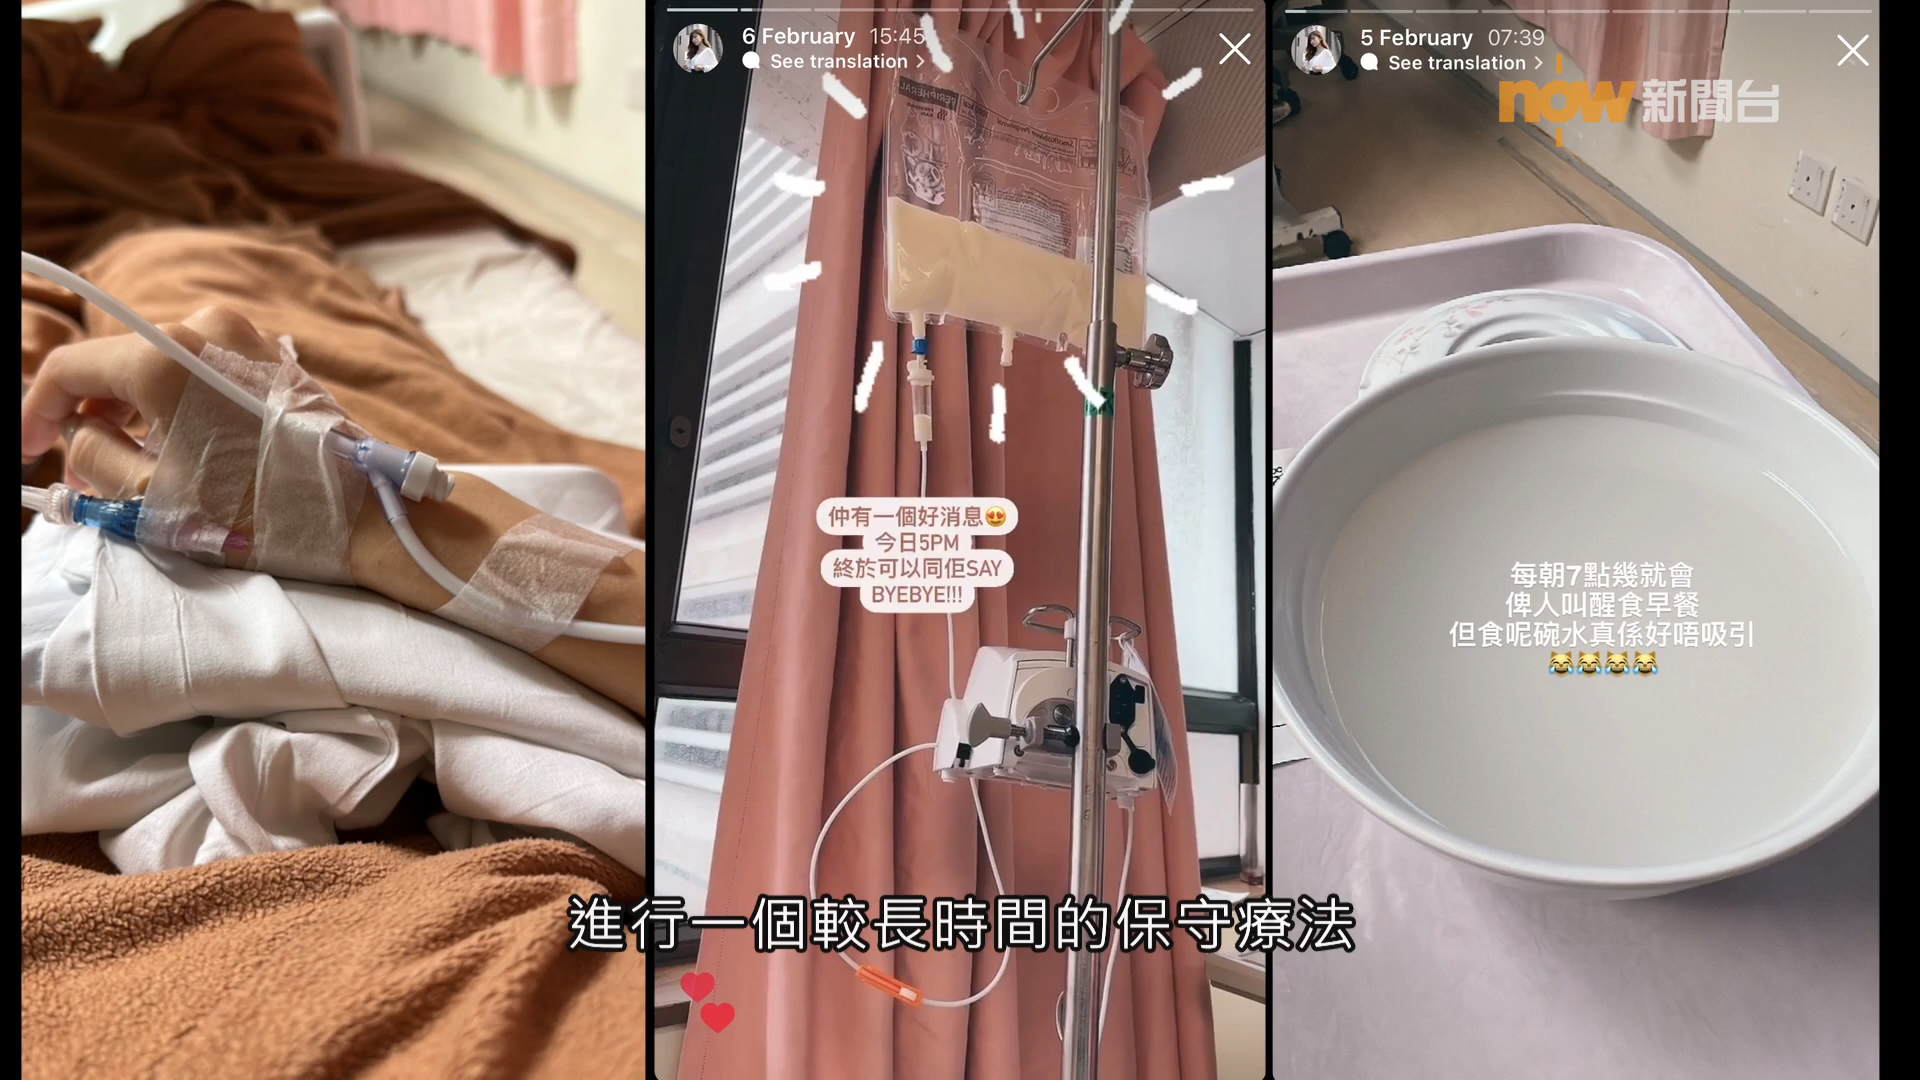 6 February 15:45
See translation
PERIPHERAL
仲有一個好消息😍
今日5PM
終於可以同佢SAY
BYEBYE!!!
5 February 07:39
See translation
now新聞台
每朝7點幾就會
俾人叫醒食早餐
但食呢碗水真係好唔吸引
😹😹😹😹
進行一個較長時間的保守療法